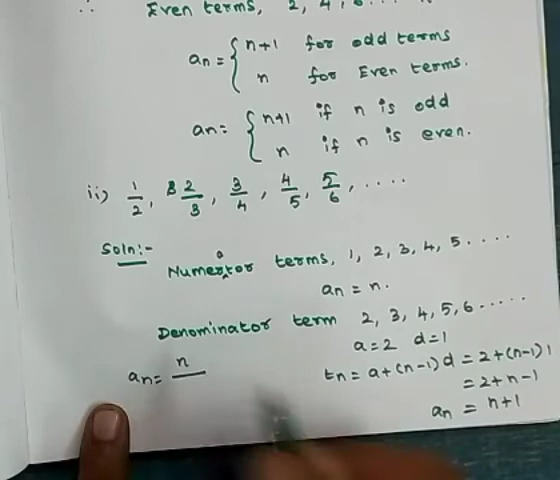 ∴ Even terms, 2, 4, 6 . . .
an = { n+1 for odd terms
n for Even terms.
an = { n+1 if n is odd
n if n is even.
ii) 1/2, 2/3, 3/4, 4/5, 5/6, . . . .
Soln:-
Numerator terms, 1, 2, 3, 4, 5 . . . .
an = n.
Denominator term 2, 3, 4, 5, 6 . . . . .
a=2 d=1
an = n/ tn = a+(n-1)d = 2+(n-1)1
= 2+n-1
an = n+1